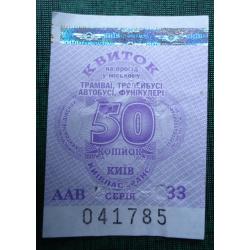 КВИТОК
на проїзд
у міському
ТРАМВАЇ, ТРОЛЕЙБУСІ
АВТОБУСІ, ФУНІКУЛЕРІ
50
КОПІЙОК
КИЇВ
КИЇВПАСТРАНС
ААВ СЕРІЯ 33
041785